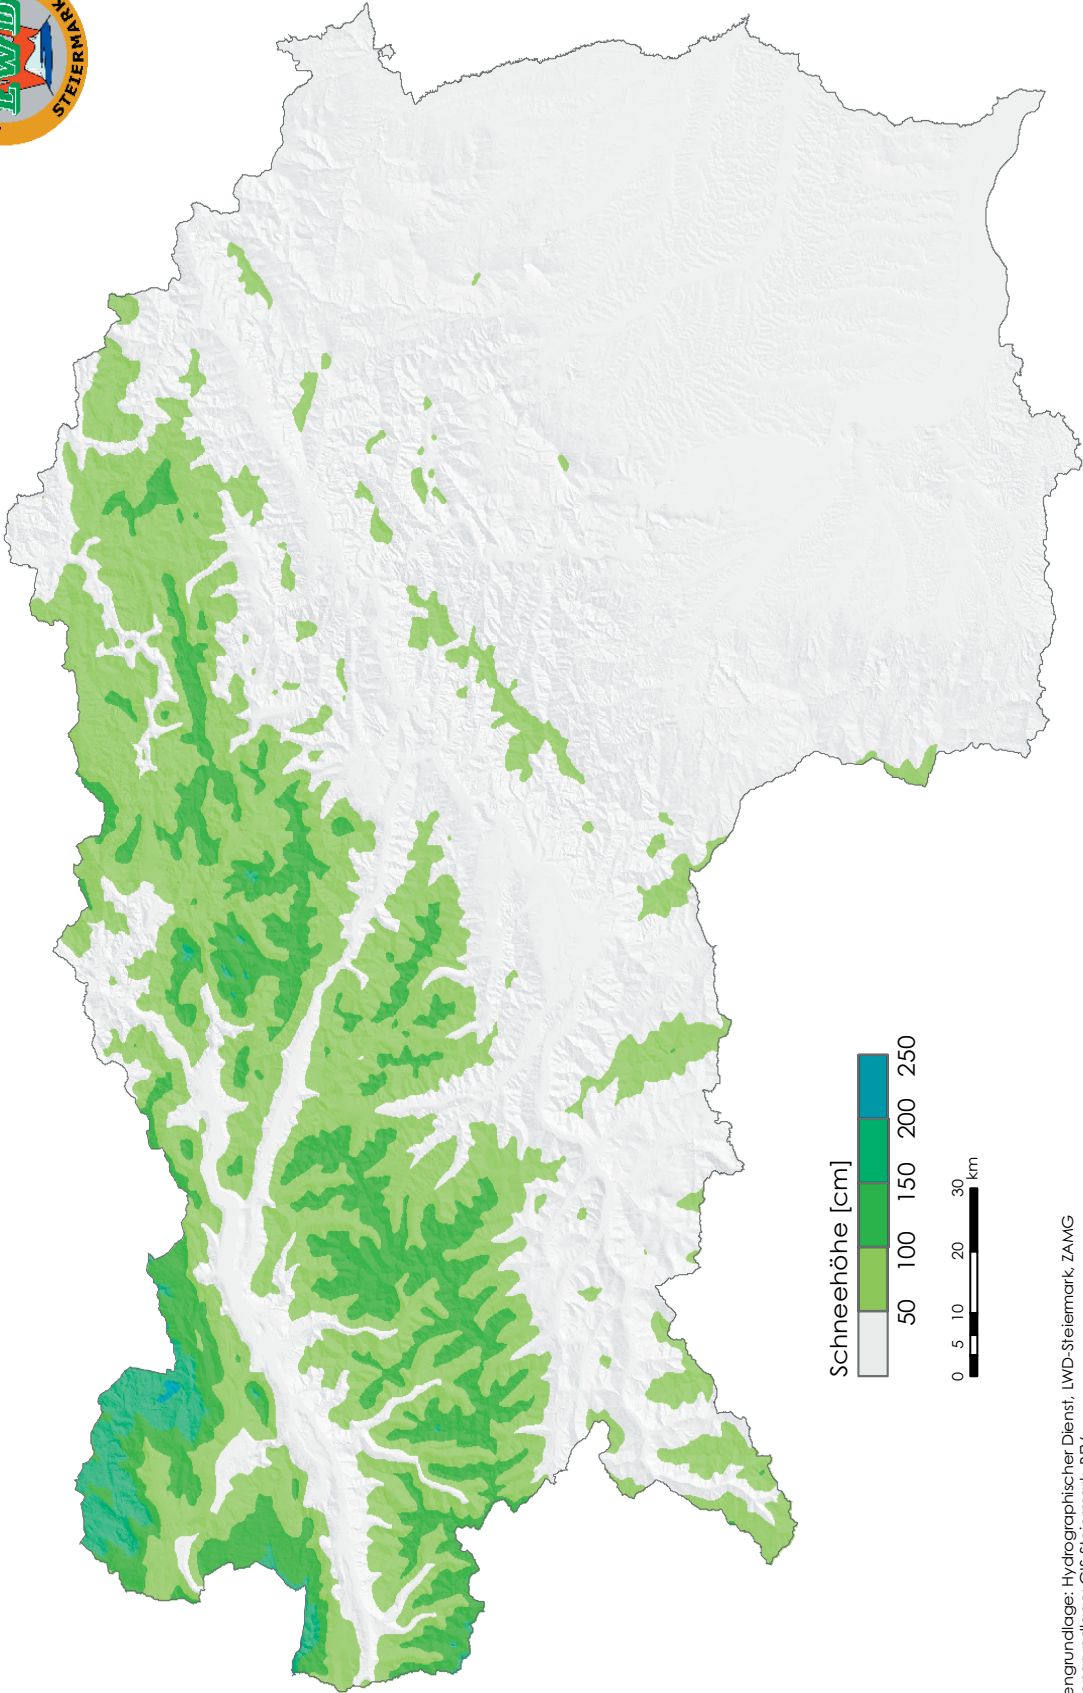 LWD
STEIERMARK
Schneehöhe [cm]
50 100 150 200 250
0 5 10 20 30 km
engrundlage: Hydrographischer Dienst, LWD-Steiermark, ZAMG